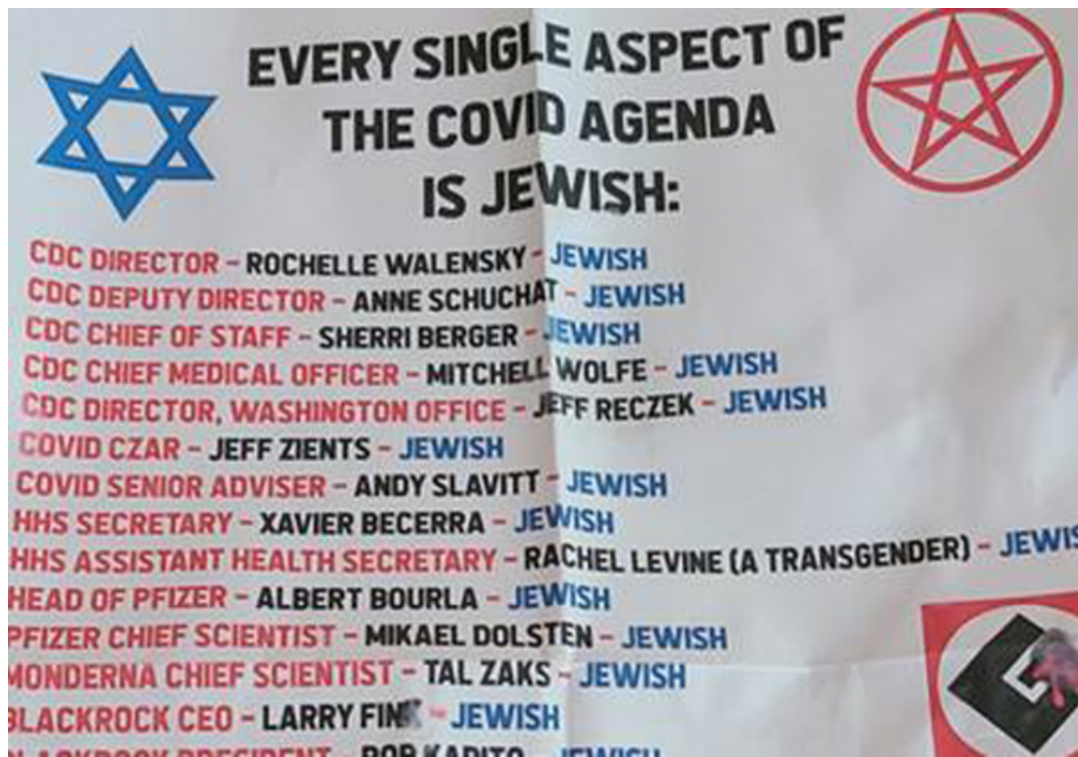 EVERY SINGLE ASPECT OF
THE COVID AGENDA
IS JEWISH:
CDC DIRECTOR - ROCHELLE WALENSKY - JEWISH
CDC DEPUTY DIRECTOR - ANNE SCHUCHAT - JEWISH
CDC CHIEF OF STAFF - SHERRI BERGER - JEWISH
CDC CHIEF MEDICAL OFFICER - MITCHELL WOLFE - JEWISH
CDC DIRECTOR, WASHINGTON OFFICE - JEFF RECZEK - JEWISH
COVID CZAR - JEFF ZIENTS - JEWISH
COVID SENIOR ADVISER - ANDY SLAVITT - JEWISH
HHS SECRETARY - XAVIER BECERRA - JEWISH
HHS ASSISTANT HEALTH SECRETARY - RACHEL LEVINE (A TRANSGENDER) - JEWIS
HEAD OF PFIZER - ALBERT BOURLA - JEWISH
PFIZER CHIEF SCIENTIST - MIKAEL DOLSTEN - JEWISH
MONDERNA CHIEF SCIENTIST - TAL ZAKS - JEWISH
BLACKROCK CEO - LARRY FINK - JEWISH